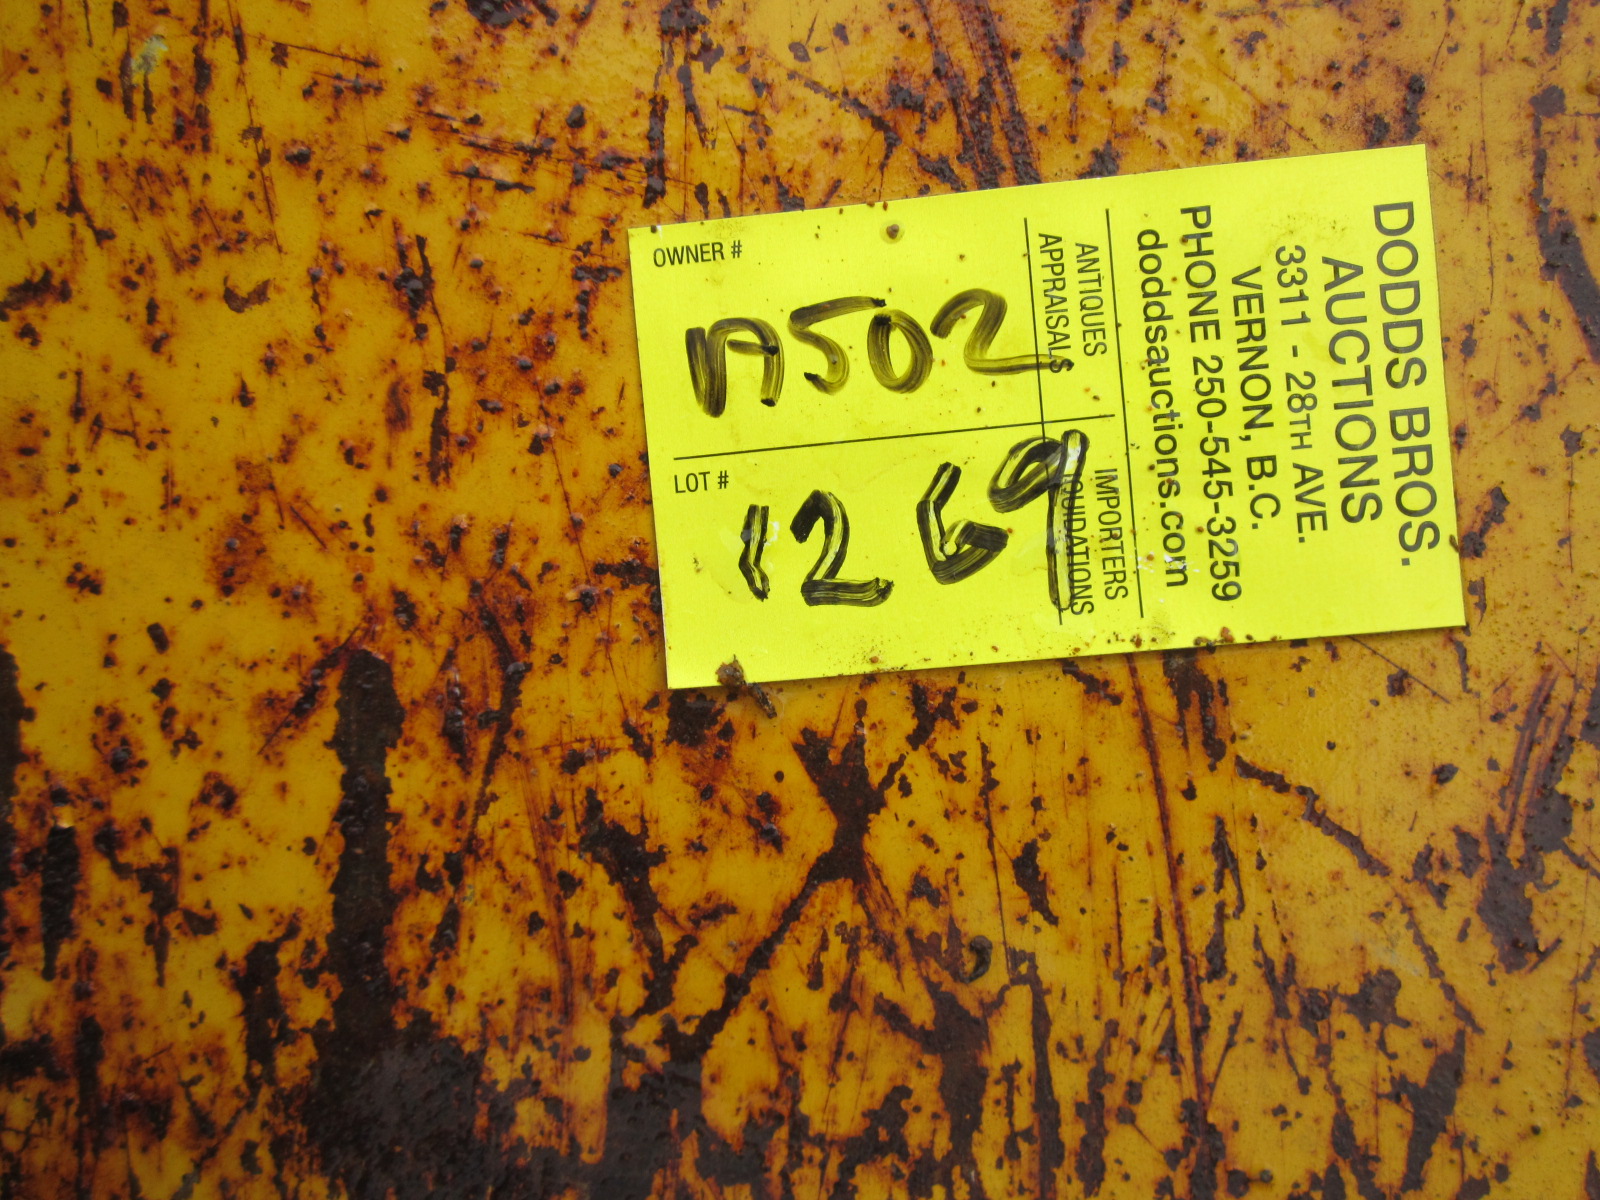 DODDS BROS.
AUCTIONS
3311 - 28TH AVE.
VERNON, B.C.
PHONE 250-545-3259
doddsauctions.com
ANTIQUES IMPORTERS
APPRAISALS LIQUIDATIONS
OWNER #
A502
LOT #
1269